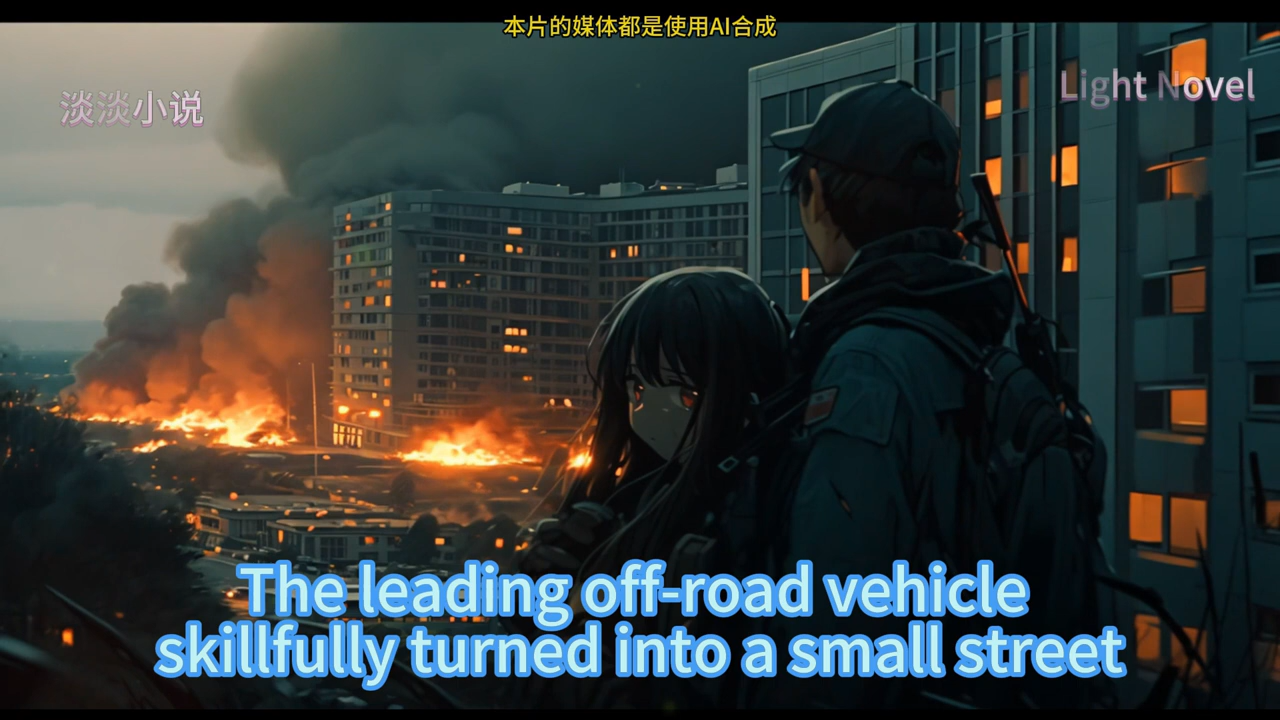 本片的媒体都是使用AI合成
淡淡小说
Light Novel
The leading off-road vehicle
skillfully turned into a small street